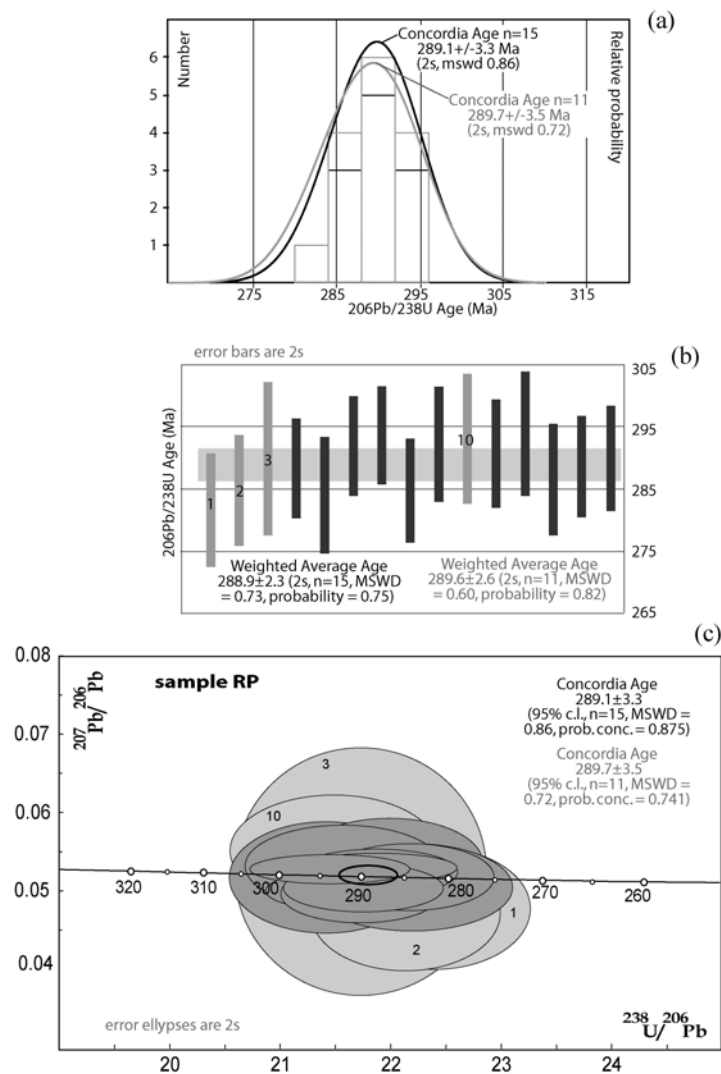 (a)
Number
Relative probability
6
5
4
3
2
1
Concordia Age n=15
289.1+/-3.3 Ma
(2s, mswd 0.86)
Concordia Age n=11
289.7+/-3.5 Ma
(2s, mswd 0.72)
275 285 295 305 315
206Pb/238U Age (Ma)
(b)
error bars are 2s
206Pb/238U Age (Ma)
305
295
285
275
265
1
2
3
10
Weighted Average Age
288.9±2.3 (2s, n=15, MSWD
= 0.73, probability = 0.75)
Weighted Average Age
289.6±2.6 (2s, n=11, MSWD
= 0.60, probability = 0.82)
(c)
0.08
0.07
0.06
0.05
0.04
207Pb/206Pb
sample RP
Concordia Age
289.1±3.3
(95% c.l., n=15, MSWD =
0.86, prob.conc. = 0.875)
Concordia Age
289.7±3.5
(95% c.l., n=11, MSWD =
0.72, prob.conc. = 0.741)
3
10
320 310 300 290 280 270 260
1
2
error ellypses are 2s
238U/206Pb
20 21 22 23 24